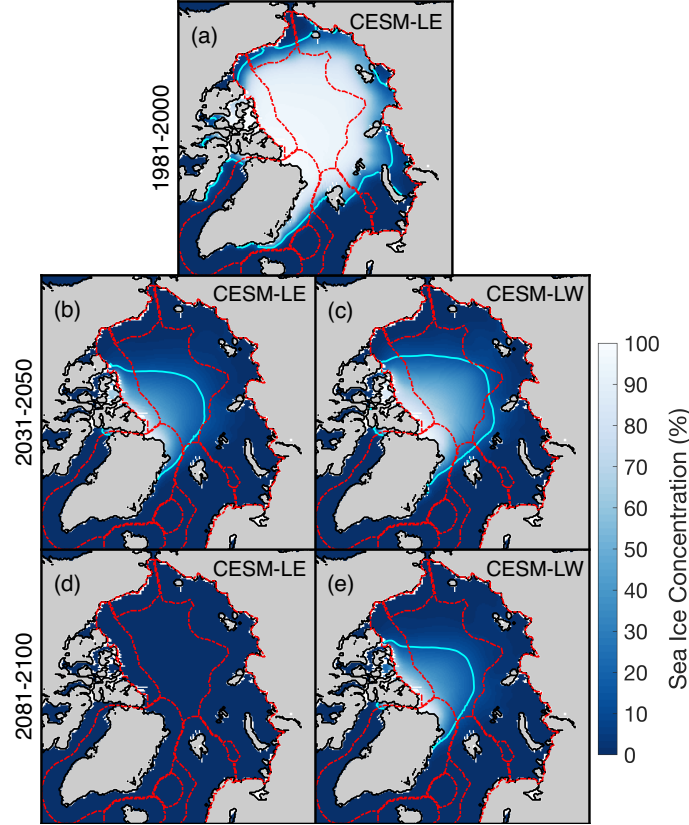 (a)
CESM-LE
1981-2000
(b)
CESM-LE
(c)
CESM-LW
2031-2050
(d)
CESM-LE
(e)
CESM-LW
2081-2100
100
90
80
70
60
50
40
30
20
10
0
Sea Ice Concentration (%)